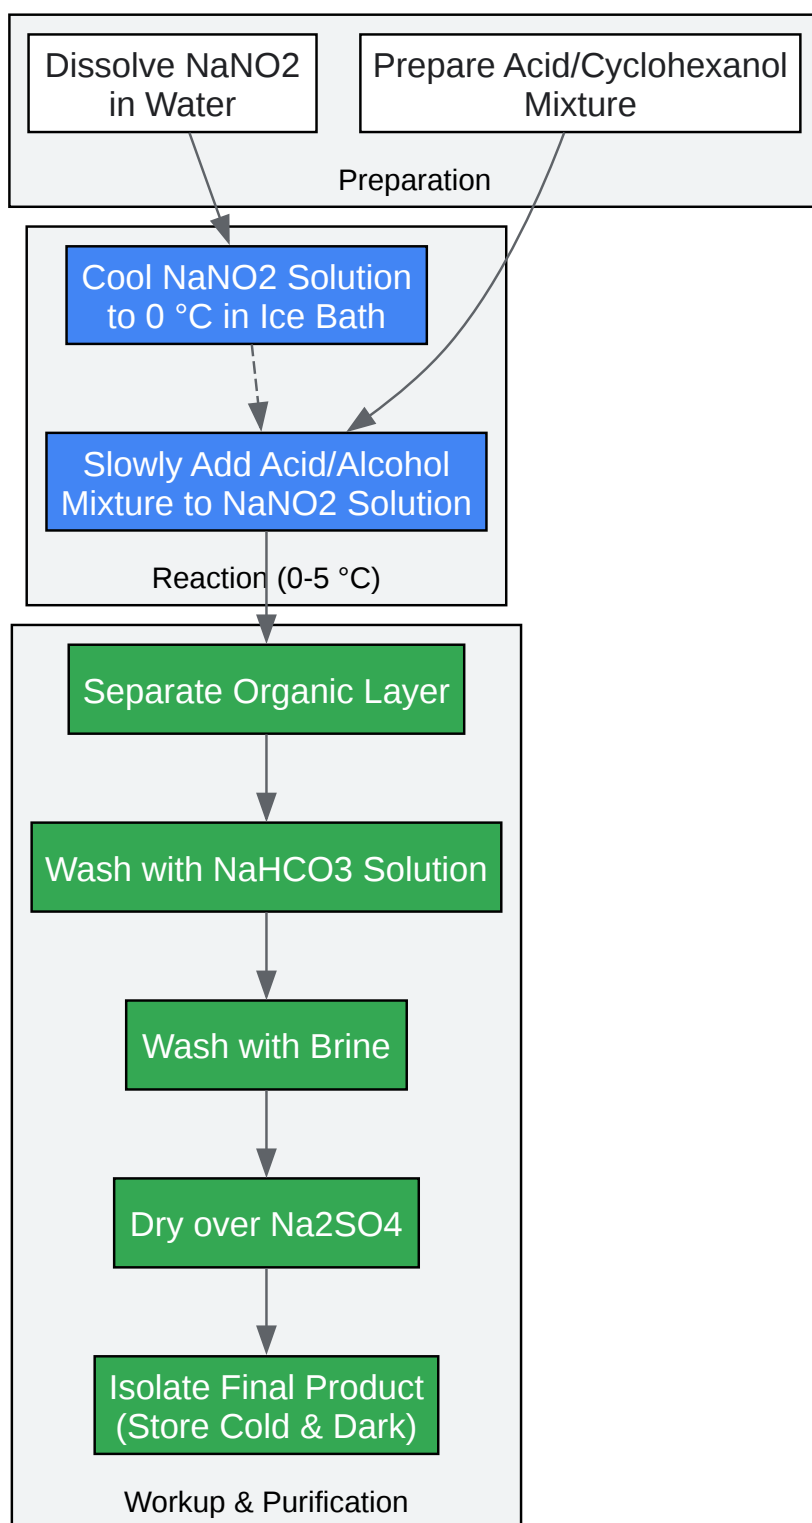 Dissolve NaNO2
in Water
Prepare Acid/Cyclohexanol
Mixture
Preparation
Cool NaNO2 Solution
to 0 °C in Ice Bath
Slowly Add Acid/Alcohol
Mixture to NaNO2 Solution
Reaction (0-5 °C)
Separate Organic Layer
Wash with NaHCO3 Solution
Wash with Brine
Dry over Na2SO4
Isolate Final Product
(Store Cold & Dark)
Workup & Purification